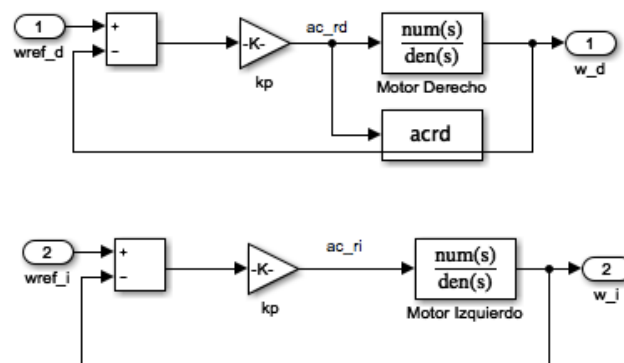 1
wref_d
+
−
-K-
kp
ac_rd
num(s)
den(s)
Motor Derecho
acrd
1
w_d
2
wref_i
+
−
-K-
kp
ac_ri
num(s)
den(s)
Motor Izquierdo
2
w_i